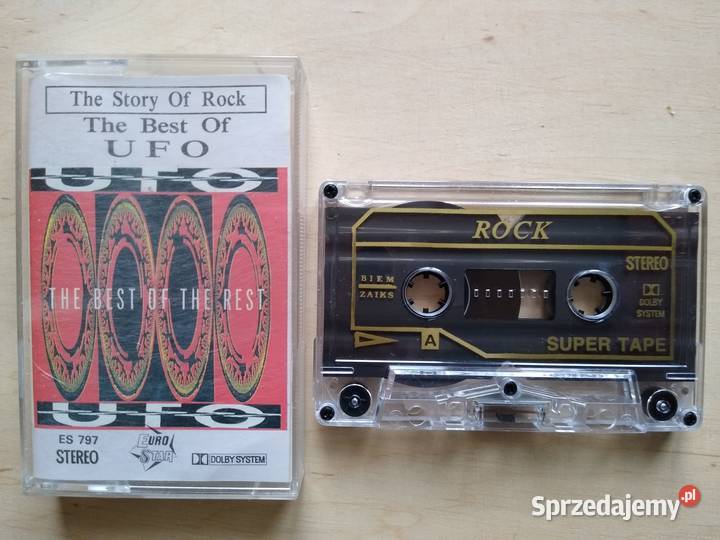 The Story Of Rock
The Best Of
UFO
UFO
THE BEST OF THE REST
UFO
ES 797
STEREO
EURO
STAR
DOLBY SYSTEM
ROCK
STEREO
BIEM
ZAIKS
DOLBY
SYSTEM
A
SUPER TAPE
Sprzedajemy.pl